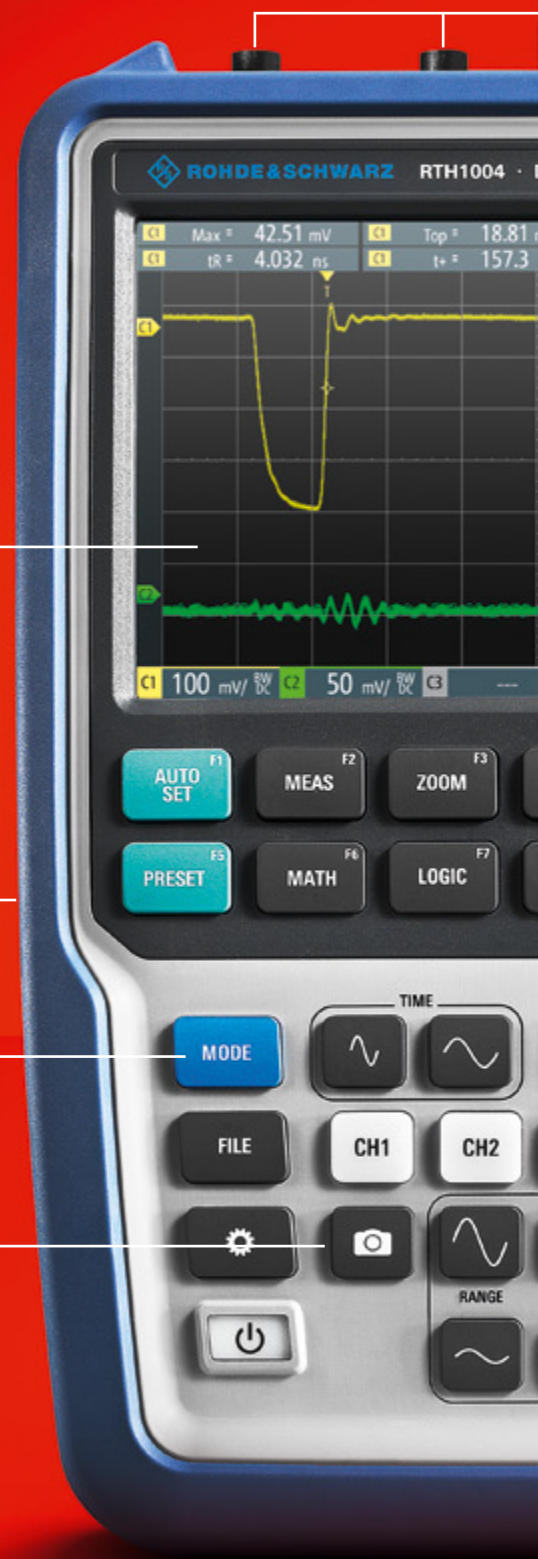 ROHDE&SCHWARZ RTH1004 ·
C1 Max = 42.51 mV C1 Top = 18.81
C1 tR = 4.032 ns C1 t+ = 157.3
T
C1
C2
C1 100 mV/ BW DC C2 50 mV/ BW DC C3 ---
F1 F2 F3
AUTO SET MEAS ZOOM
F5 F6 F7
PRESET MATH LOGIC
TIME
MODE
FILE CH1 CH2
RANGE